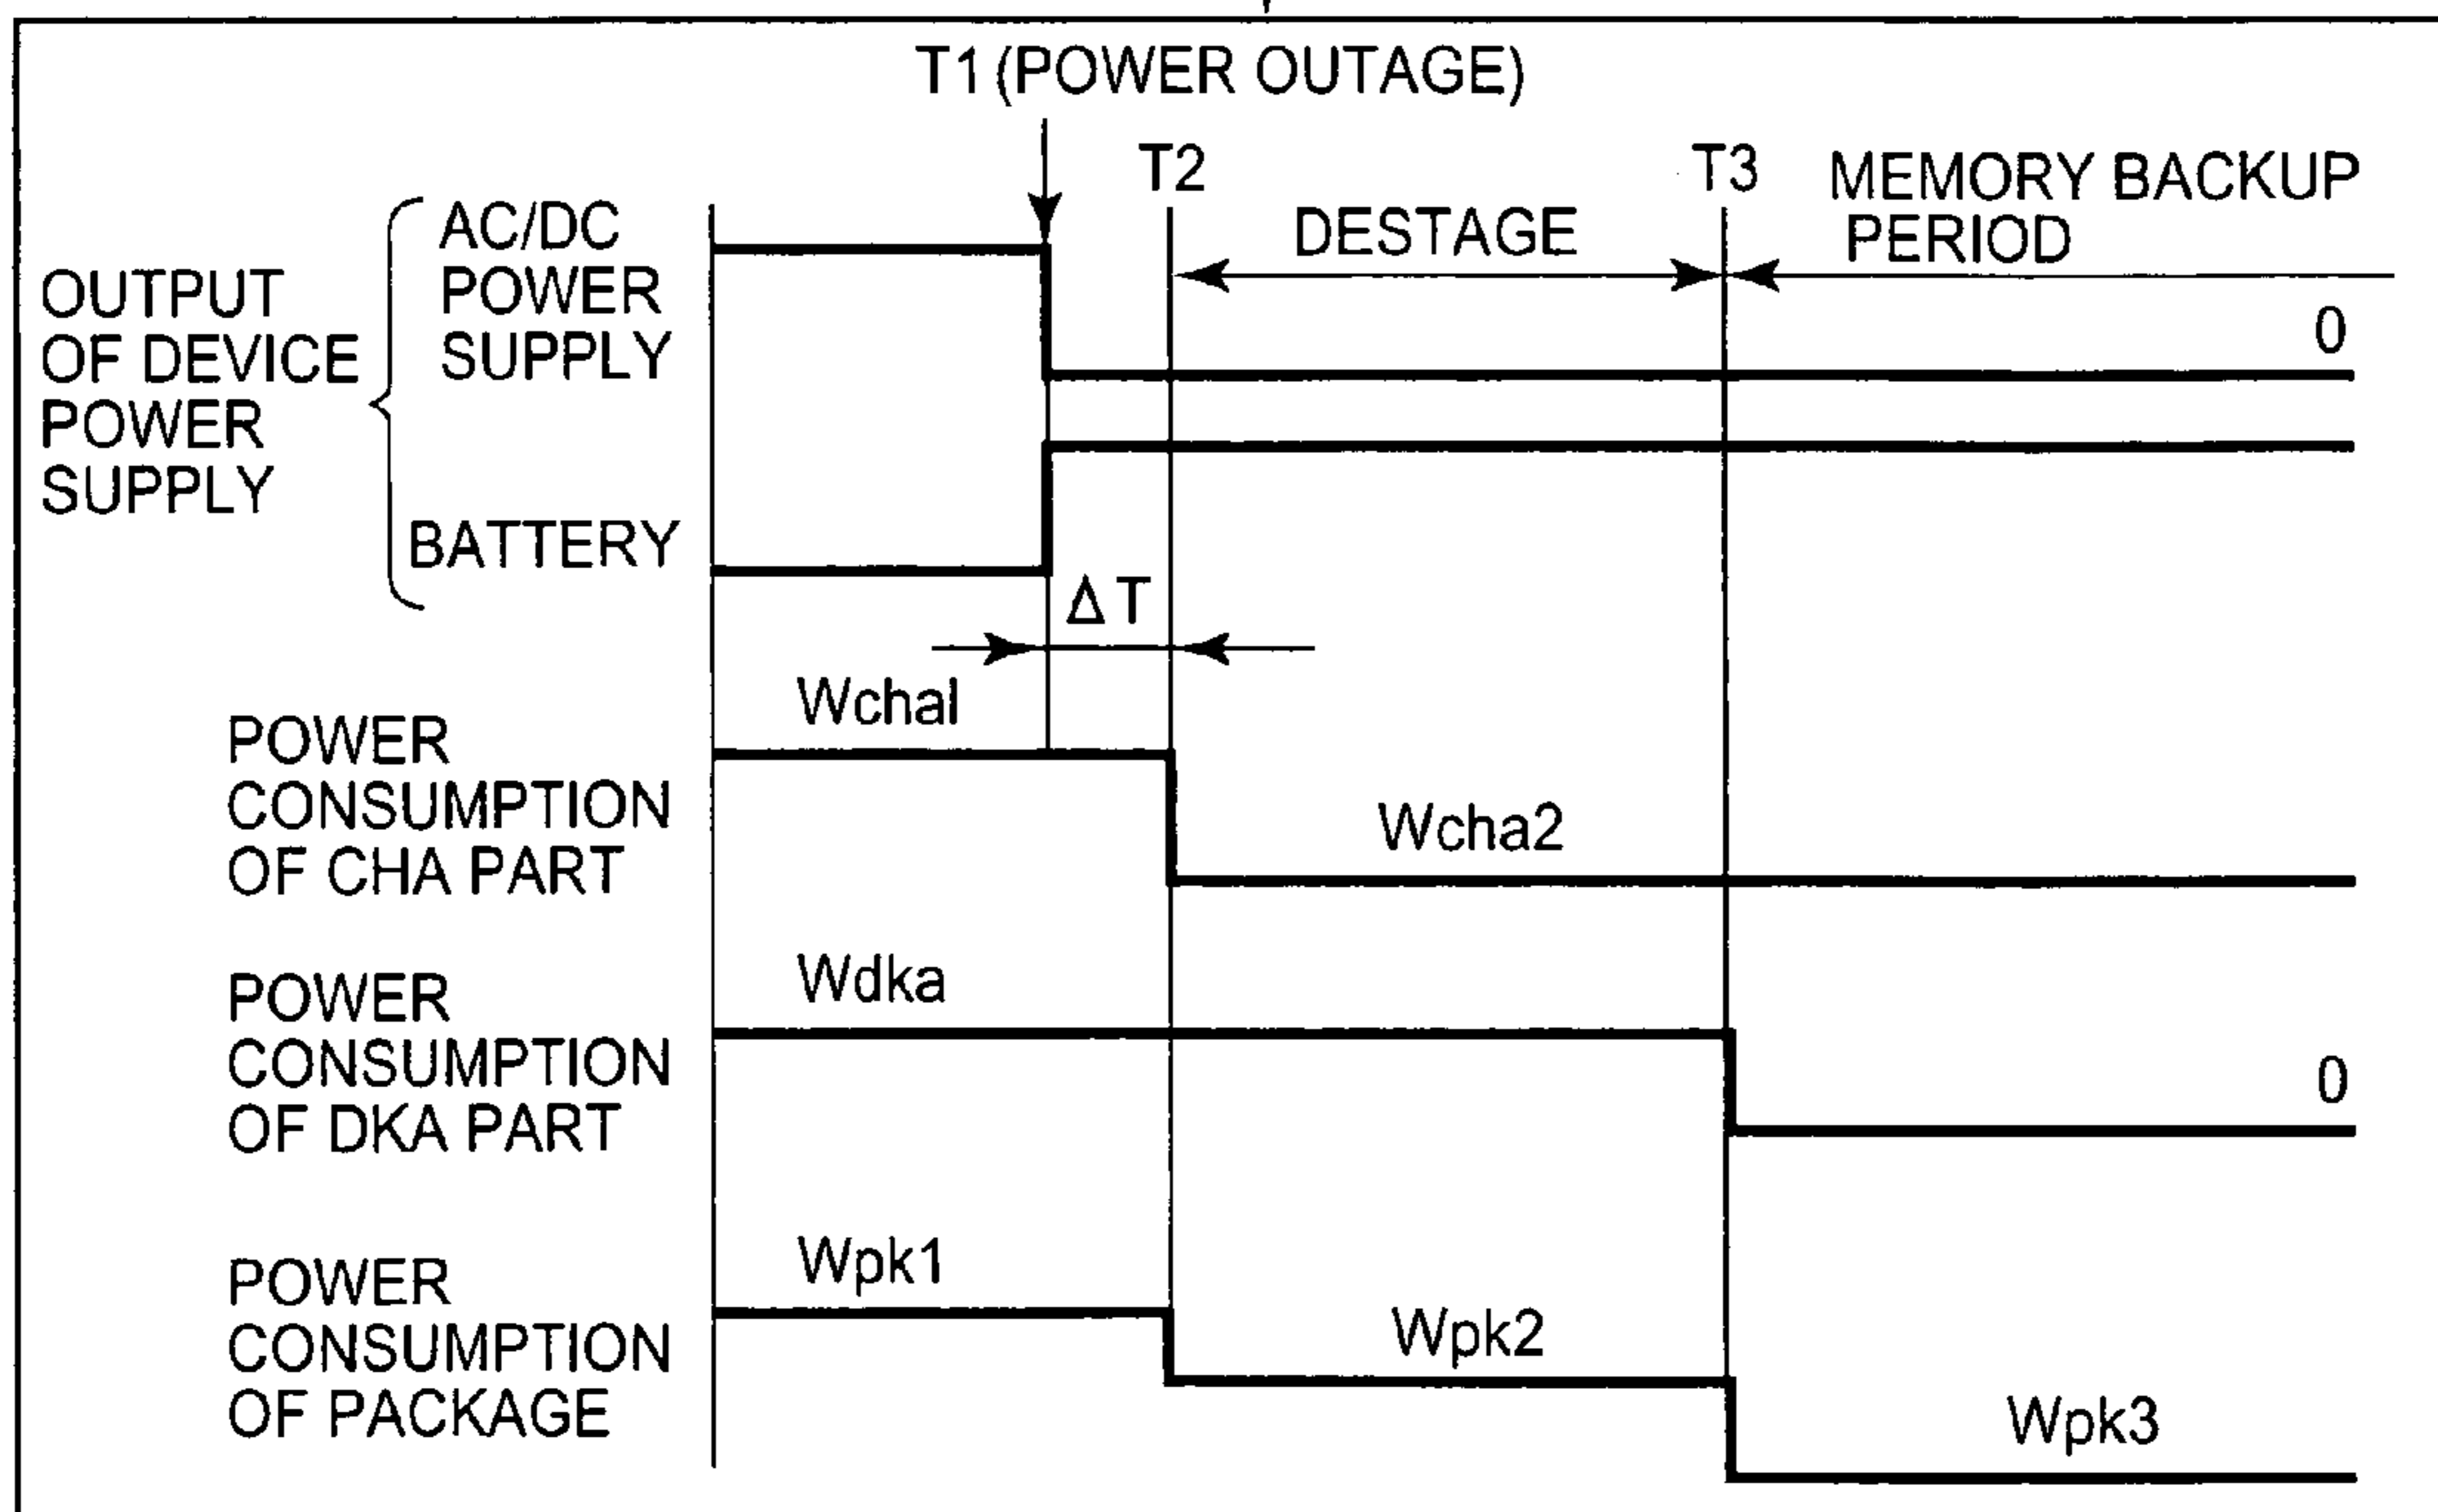 T1 (POWER OUTAGE)
T2
T3
MEMORY BACKUP
PERIOD
DESTAGE
OUTPUT
OF DEVICE
POWER
SUPPLY
AC/DC
POWER
SUPPLY
0
BATTERY
ΔT
Wchal
POWER
CONSUMPTION
OF CHA PART
Wcha2
Wdka
POWER
CONSUMPTION
OF DKA PART
0
Wpk1
POWER
CONSUMPTION
OF PACKAGE
Wpk2
Wpk3